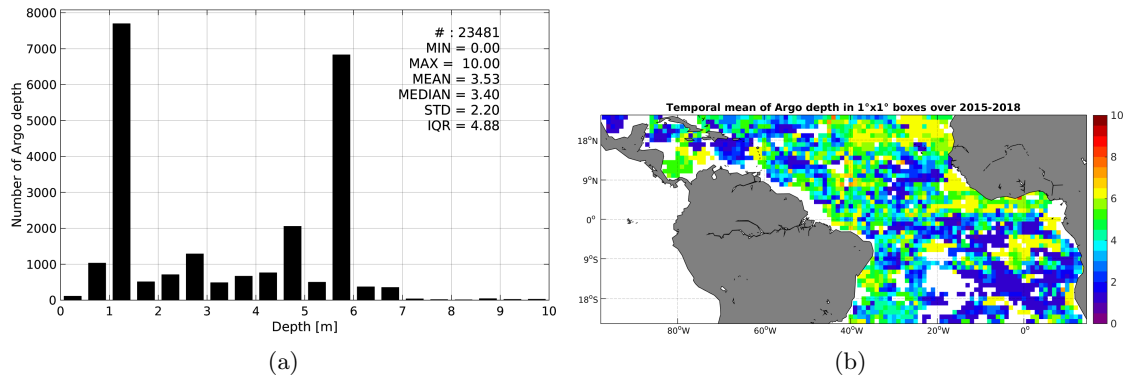 8000
7000
6000
5000
4000
3000
2000
1000
0
Number of Argo depth
# : 23481
MIN = 0.00
MAX = 10.00
MEAN = 3.53
MEDIAN = 3.40
STD = 2.20
IQR = 4.88
0 1 2 3 4 5 6 7 8 9 10
Depth [m]
(a)
Temporal mean of Argo depth in 1°x1° boxes over 2015-2018
18°N
9°N
0°
9°S
18°S
80°W 60°W 40°W 20°W 0°
10
8
6
4
2
0
(b)